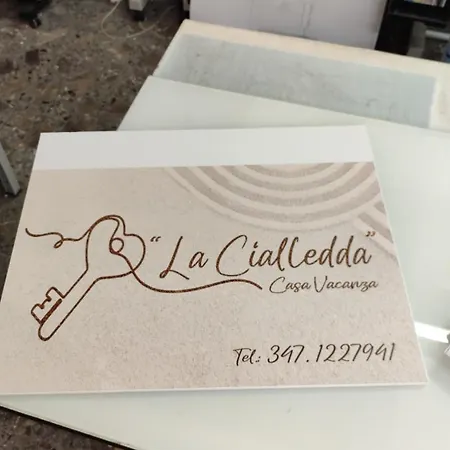 "La Cialledda"
Casa Vacanza
Tel.: 347.1227941